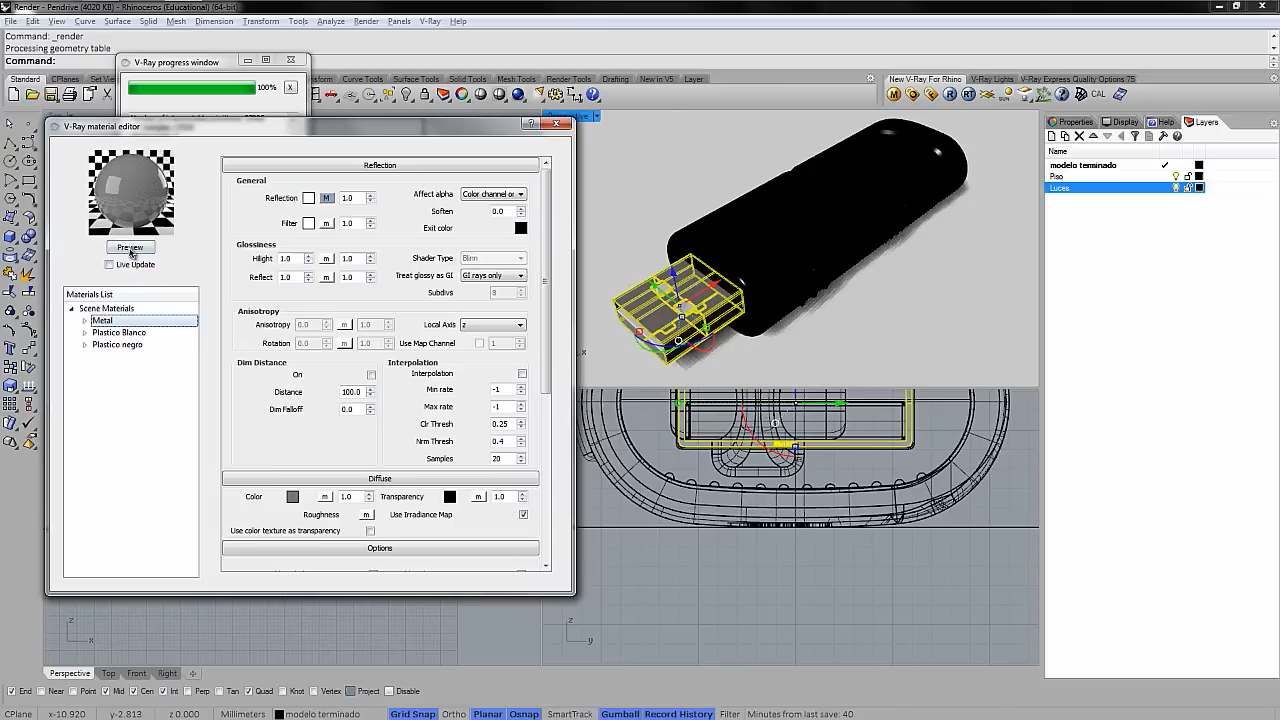 Render - Pendrive (4020 KB) - Rhinoceros (Educational) (64-bit)
File Edit View Curve Surface Solid Mesh Dimension Transform Tools Analyze Render Panels V-Ray Help
Command: _render
Processing geometry table
Command:
V-Ray progress window
100% x
Standard CPlanes Set Vie
nsform Curve Tools Surface Tools Solid Tools Mesh Tools Render Tools Drafting New in V5 Layer
New V-Ray For Rhino V-Ray Lights V-Ray Express Quality Options 75
CAL
V-Ray material editor
Preview
Live Update
Materials List
Scene Materials
Metal
Plastico Blanco
Plastico negro
Reflection
General
Reflection M 1.0 Affect alpha Color channel or
Soften 0.0
Filter m 1.0 Exit color
Glossiness
Hilight 1.0 m 1.0 Shader Type Blinn
Reflect 1.0 m 1.0 Treat glossy as GI GI rays only
Subdivs 8
Anisotropy
Anisotropy 0.0 m 1.0 Local Axis z
Rotation 0.0 m 1.0 Use Map Channel 1
Dim Distance
On
Distance 100.0
Dim Falloff 0.0
Interpolation
Interpolation
Min rate -1
Max rate -1
Clr Thresh 0.25
Nrm Thresh 0.4
Samples 20
Diffuse
Color m 1.0 Transparency m 1.0
Roughness m Use Irradiance Map
Use color texture as transparency
Options
Perspective
x
Properties Display Help Layers
Name
modelo terminado
Piso
Luces
z x
z y
Perspective Top Front Right
End Near Point Mid Cen Int Perp Tan Quad Knot Vertex Project Disable
CPlane x-10.920 y-2.813 z 0.000 Millimeters modelo terminado Grid Snap Ortho Planar Osnap SmartTrack Gumball Record History Filter Minutes from last save: 40